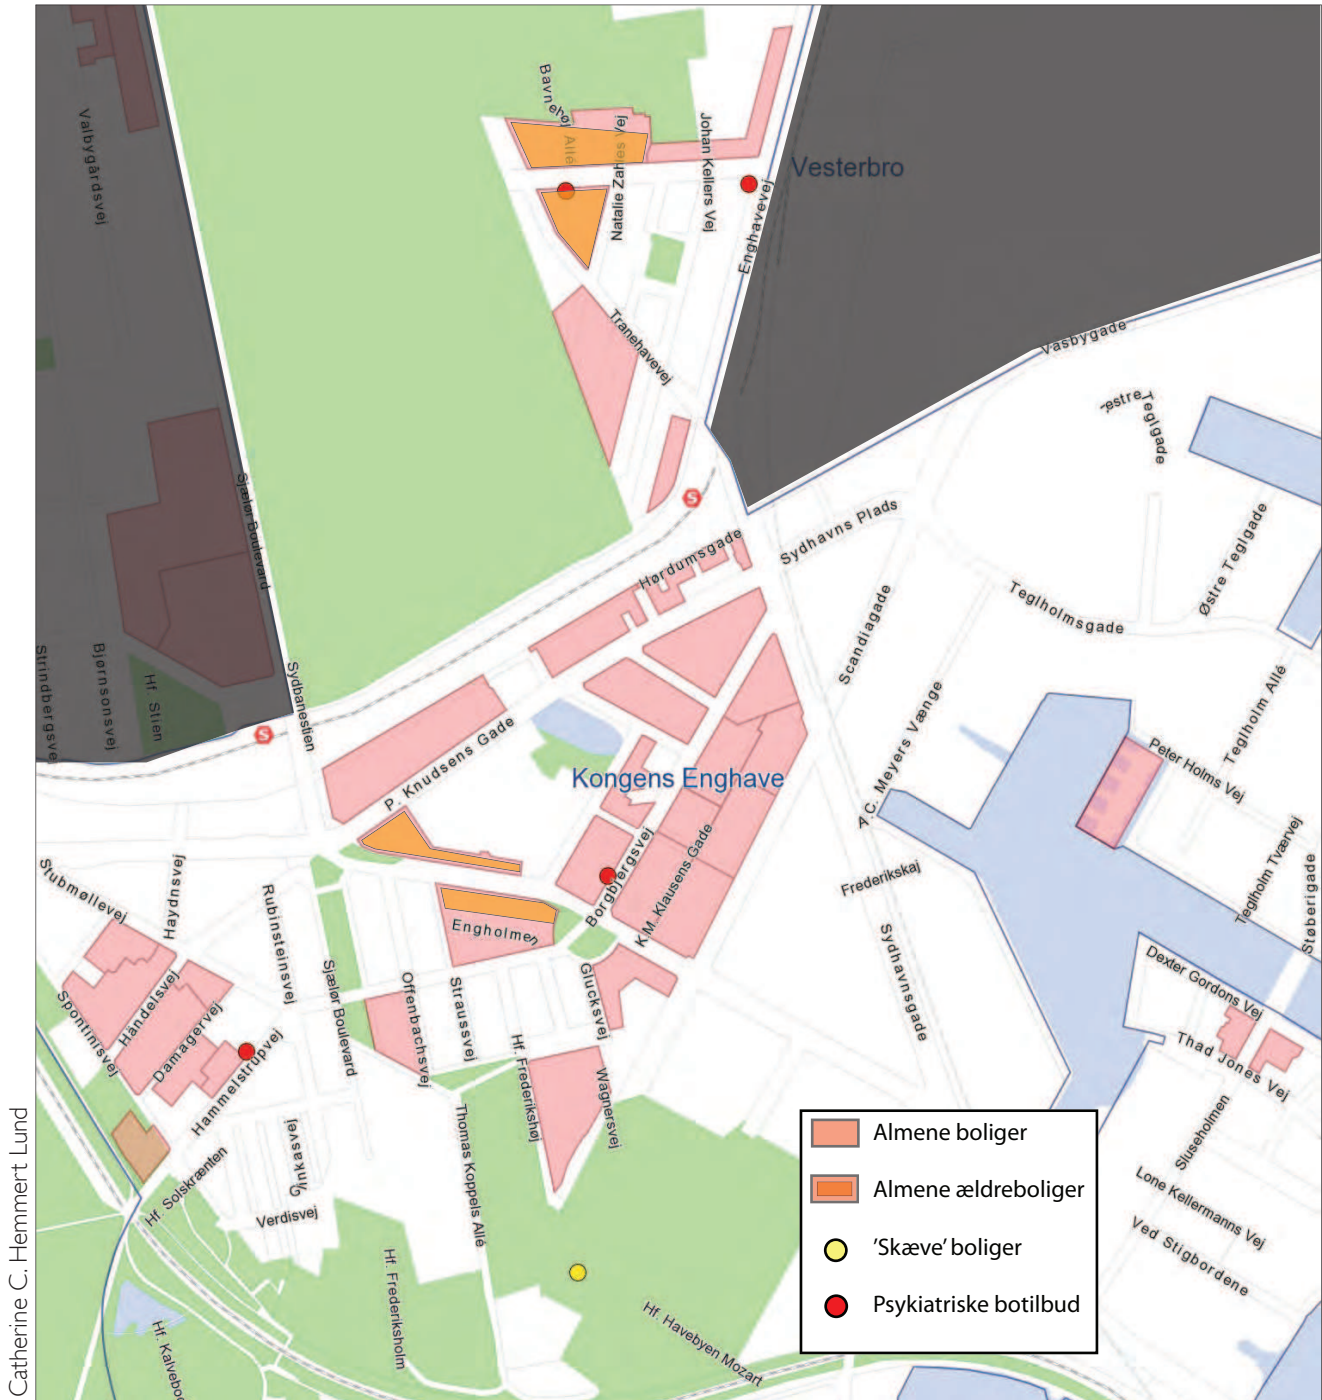 Bavnehøj Allé
Natalie Zahles Vej
Johan Kellers Vej
Enghavevej
Vesterbro
Valbygårdsvej
Tranehavevej
Vasbygade
Teglgade
Sjælør Boulevard
S
Hørdumsgade
Sydhavns Plads
Østre Teglgade
Teglholmsgade
Scandiagade
Strindbergsvej
Bjørnsonsvej
Hf. Stien
Sydbanestien
S
A.C. Meyers Vænge
Teglholm Allé
Peter Holms Vej
P. Knudsens Gade
Kongens Enghave
Borgbjergsvej
K.M. Klausens Gade
Frederikskaj
Teglholm Tværvej
Støberigade
Stubmøllevej
Haydnsvej
Rubinsteinsvej
Engholmen
Sydhavnsgade
Dexter Gordons Vej
Thad Jones Vej
Spontinisvej
Händelsvej
Damagervej
Hammelstrupvej
Sjælør Boulevard
Offenbachsvej
Straussvej
Glucksvej
Hf. Frederikshøj
Wagnersvej
Glukasvej
Hf. Solskrænten
Verdisvej
Thomas Koppels Allé
Hf. Frederiksholm
Hf. Havebyen Mozart
Sluseholmen
Lone Kellermanns Vej
Ved Stigbordene
Almene boliger
Almene ældreboliger
'Skæve' boliger
Psykiatriske botilbud
Catherine C. Hemmert Lund